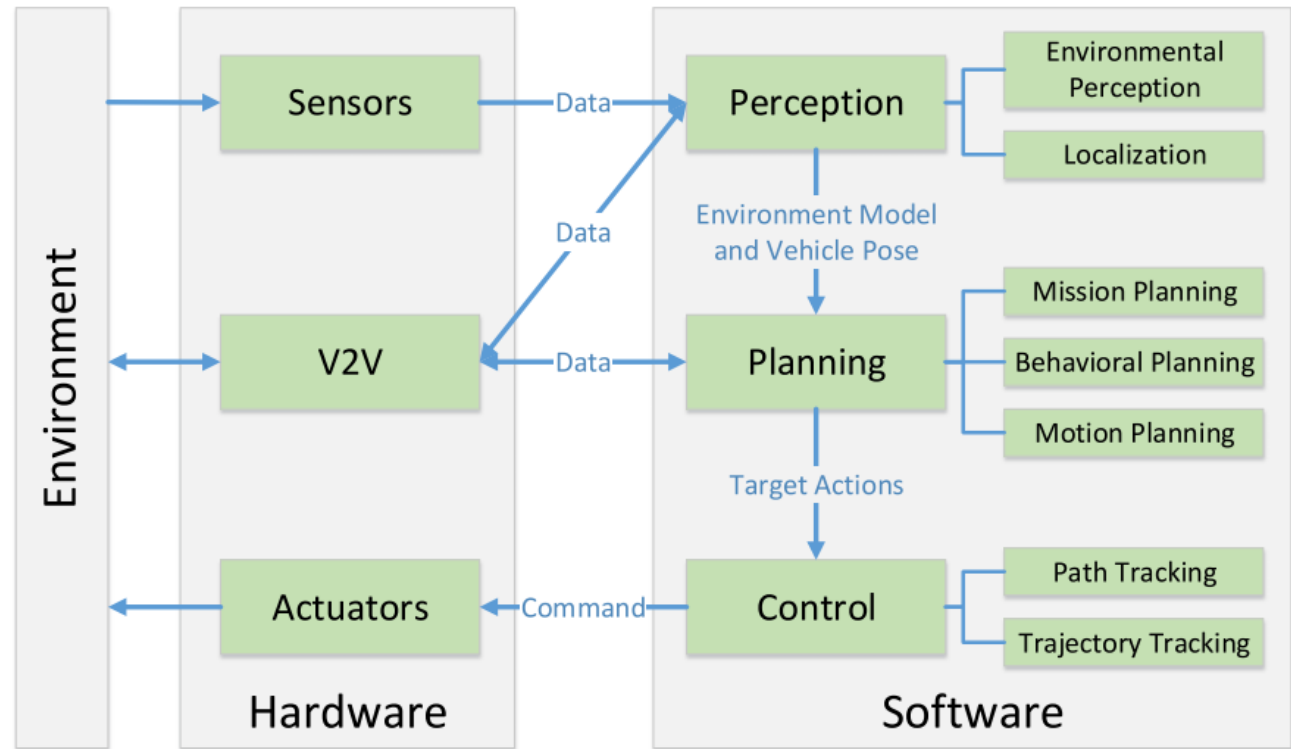 Environment
Sensors
Data
Perception
Environmental
Perception
Localization
Data
Environment Model
and Vehicle Pose
V2V
Data
Planning
Mission Planning
Behavioral Planning
Motion Planning
Target Actions
Actuators
Command
Control
Path Tracking
Trajectory Tracking
Hardware
Software